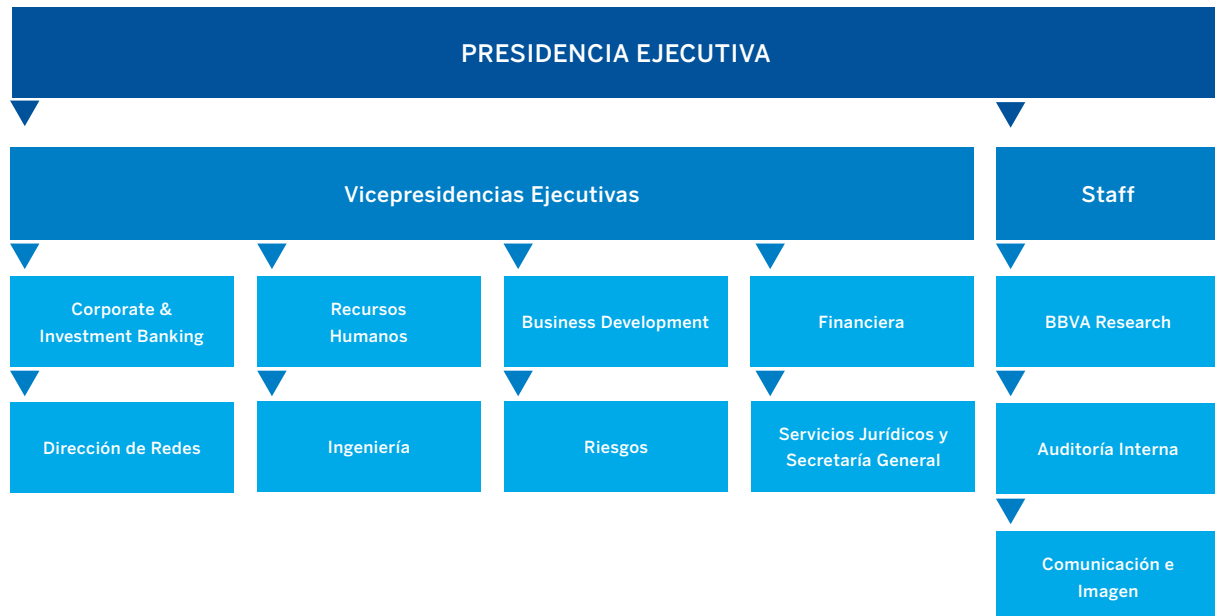 PRESIDENCIA EJECUTIVA
Vicepresidencias Ejecutivas
Staff
Corporate &
Investment Banking
Recursos
Humanos
Business Development
Financiera
BBVA Research
Dirección de Redes
Ingeniería
Riesgos
Servicios Jurídicos y
Secretaría General
Auditoría Interna
Comunicación e
Imagen